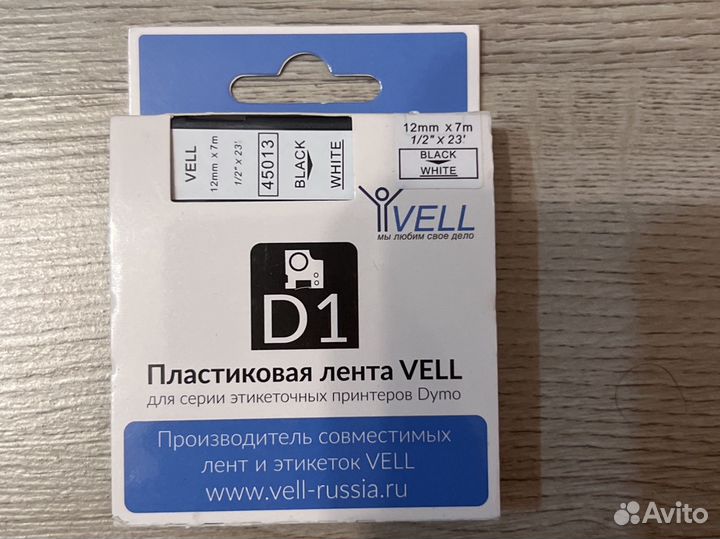 VELL
12mm x 7m
1/2" x 23'
45013
BLACK
WHITE
12mm x 7m
1/2" x 23'
BLACK
WHITE
VELL
мы любим свое дело
D1
Пластиковая лента VELL
для серии этикеточных принтеров Dymo
Производитель совместимых
лент и этикеток VELL
www.vell-russia.ru
Avito